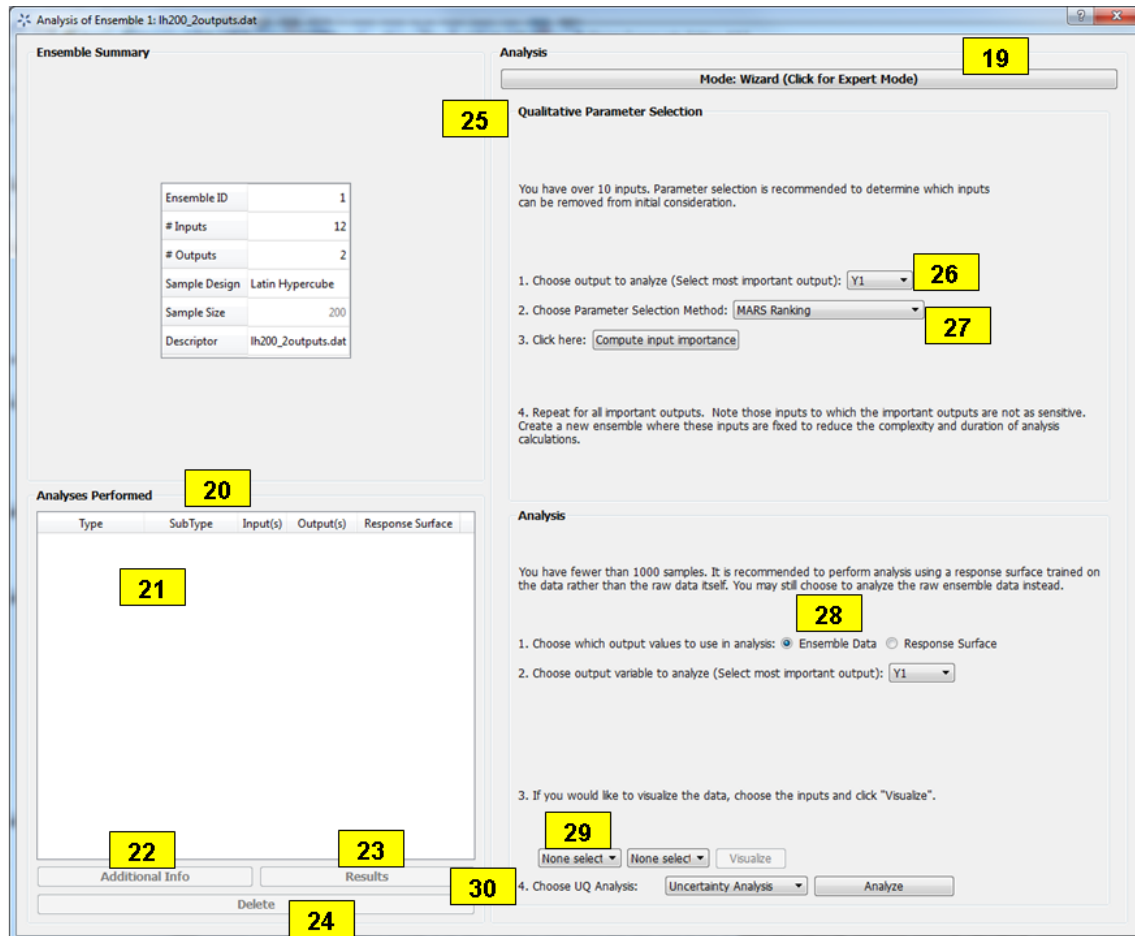 Analysis of Ensemble 1: lh200_2outputs.dat
Ensemble Summary
Ensemble ID 1
# Inputs 12
# Outputs 2
Sample Design Latin Hypercube
Sample Size 200
Descriptor lh200_2outputs.dat
20
Analyses Performed
Type SubType Input(s) Output(s) Response Surface
21
22 23
Additional Info Results
Delete
24
Analysis
19
Mode: Wizard (Click for Expert Mode)
25
Qualitative Parameter Selection
You have over 10 inputs. Parameter selection is recommended to determine which inputs
can be removed from initial consideration.
1. Choose output to analyze (Select most important output): Y1
26
2. Choose Parameter Selection Method: MARS Ranking
27
3. Click here: Compute input importance
4. Repeat for all important outputs. Note those inputs to which the important outputs are not as sensitive.
Create a new ensemble where these inputs are fixed to reduce the complexity and duration of analysis
calculations.
Analysis
You have fewer than 1000 samples. It is recommended to perform analysis using a response surface trained on
the data rather than the raw data itself. You may still choose to analyze the raw ensemble data instead.
28
1. Choose which output values to use in analysis: Ensemble Data Response Surface
2. Choose output variable to analyze (Select most important output): Y1
3. If you would like to visualize the data, choose the inputs and click "Visualize".
29
None select None select Visualize
30
4. Choose UQ Analysis: Uncertainty Analysis Analyze